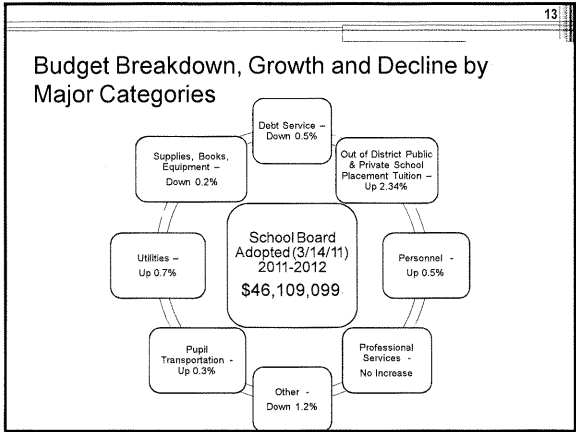 13
Budget Breakdown, Growth and Decline by
Major Categories
Debt Service –
Down 0.5%
Out of District Public
& Private School
Placement Tuition –
Up 2.34%
Personnel -
Up 0.5%
Professional
Services -
No Increase
Other -
Down 1.2%
Pupil
Transportation -
Up 0.3%
Utilities –
Up 0.7%
Supplies, Books,
Equipment –
Down 0.2%
School Board
Adopted (3/14/11)
2011-2012
$46,109,099